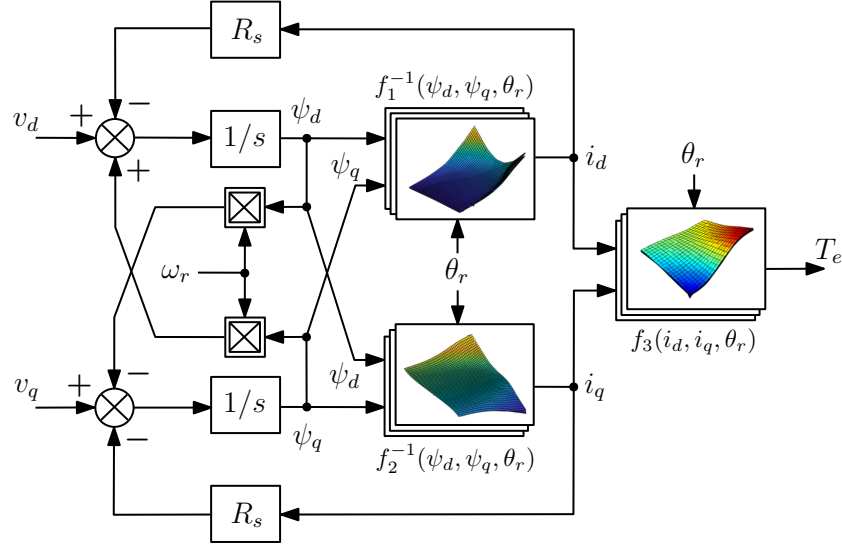 R_s
f_1^{-1}(ψ_d, ψ_q, θ_r)
v_d
+
−
+
1/s
ψ_d
ψ_q
i_d
θ_r
ω_r
θ_r
T_e
f_3(i_d, i_q, θ_r)
v_q
+
−
−
1/s
ψ_d
ψ_q
i_q
f_2^{-1}(ψ_d, ψ_q, θ_r)
R_s